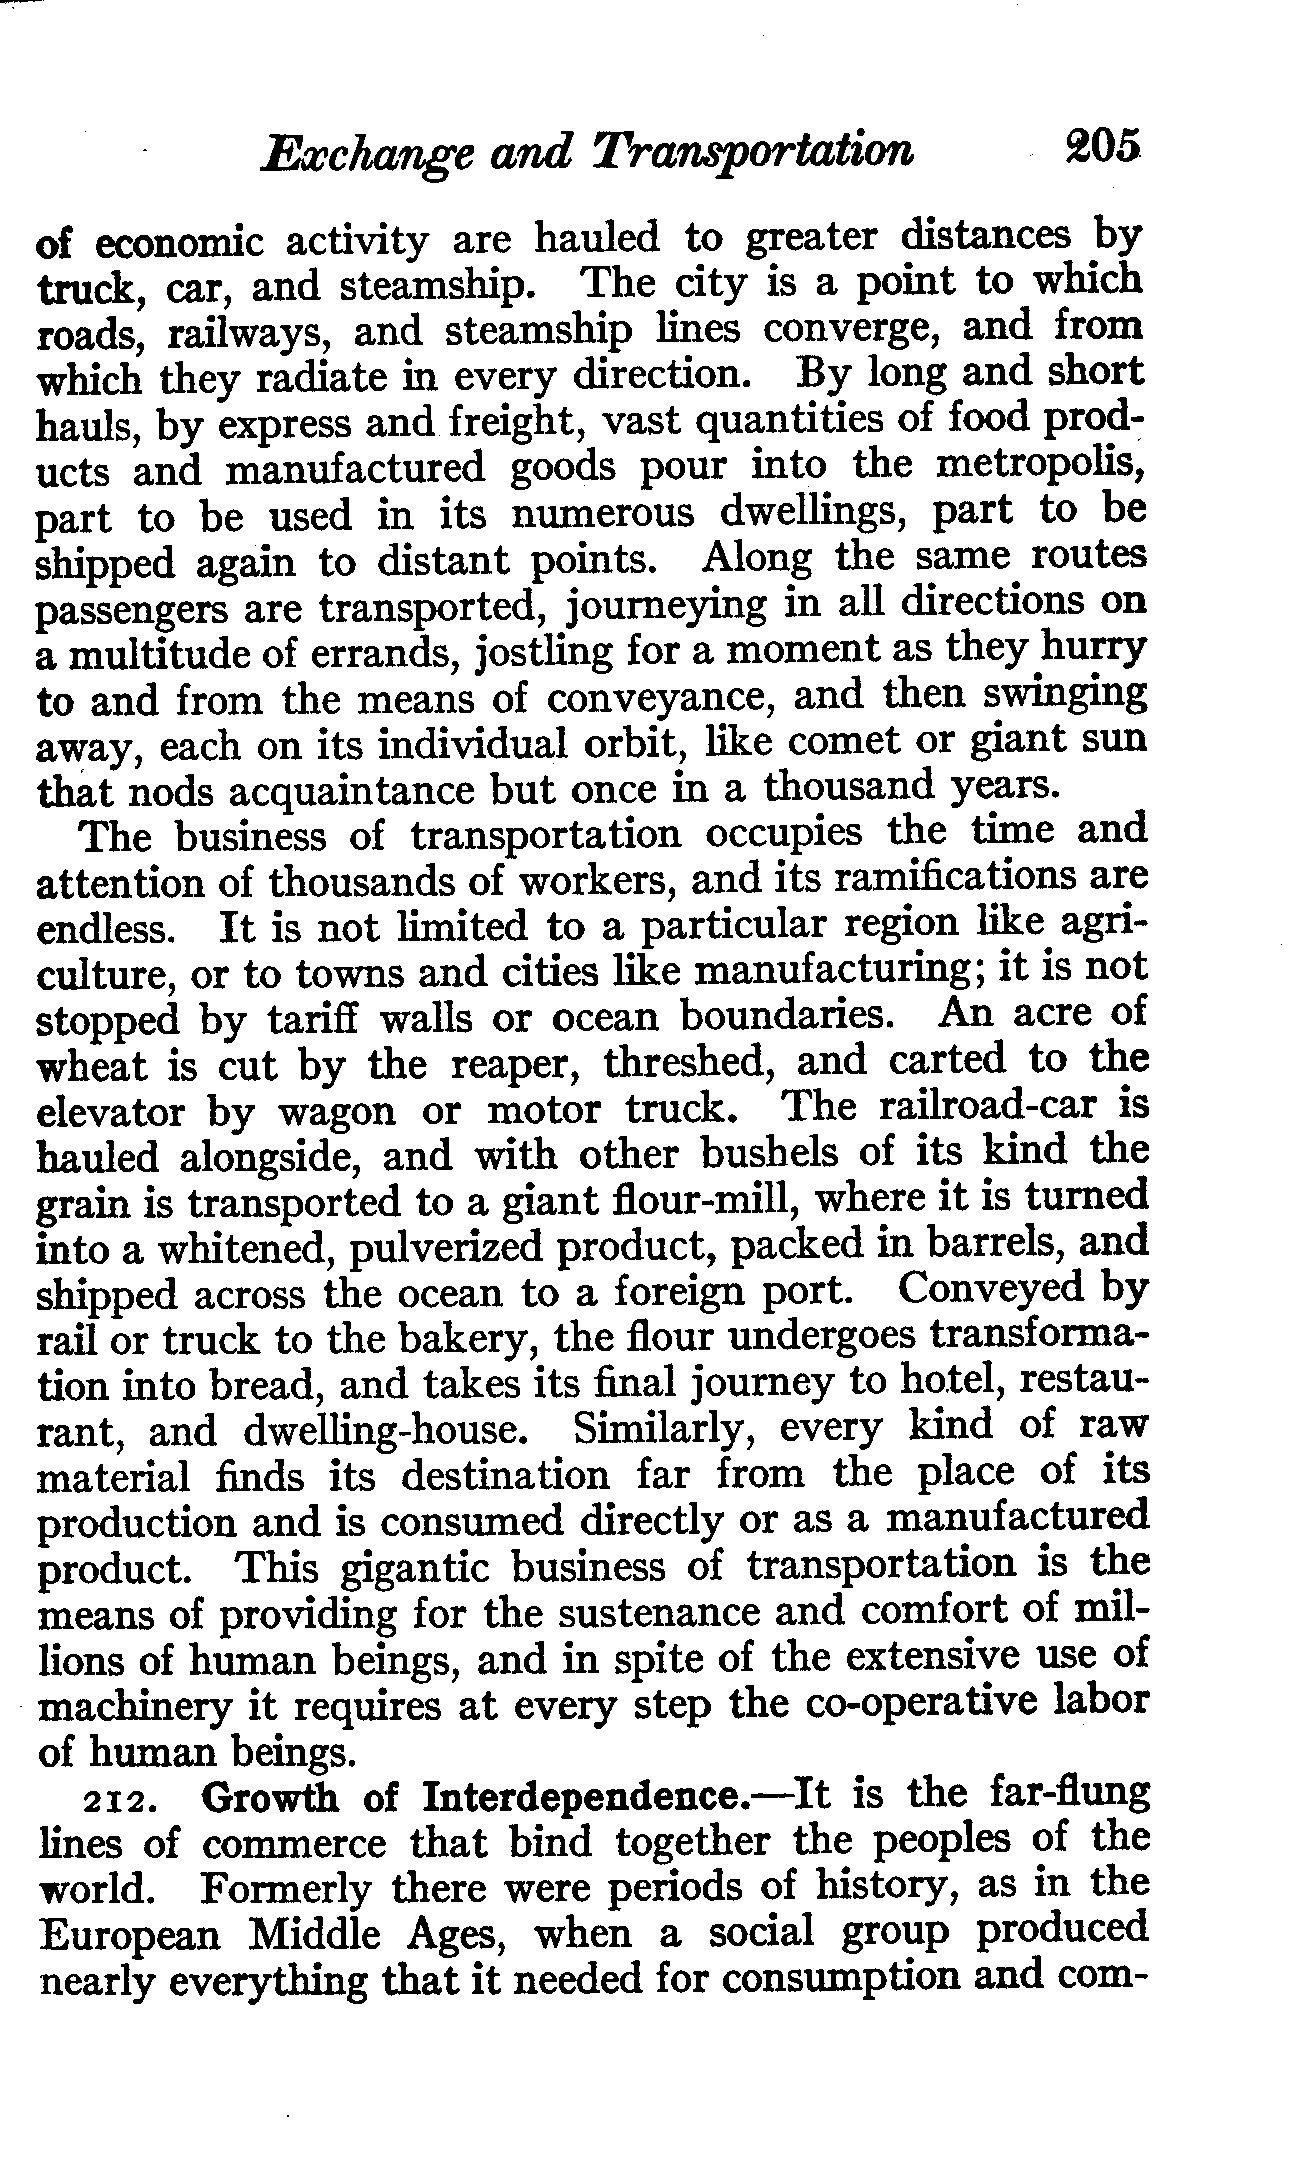 Exchange and Transportation 205
of economic activity are hauled to greater distances by
truck, car, and steamship. The city is a point to which
roads, railways, and steamship lines converge, and from
which they radiate in every direction. By long and short
hauls, by express and freight, vast quantities of food prod-
ucts and manufactured goods pour into the metropolis,
part to be used in its numerous dwellings, part to be
shipped again to distant points. Along the same routes
passengers are transported, journeying in all directions on
a multitude of errands, jostling for a moment as they hurry
to and from the means of conveyance, and then swinging
away, each on its individual orbit, like comet or giant sun
that nods acquaintance but once in a thousand years.
The business of transportation occupies the time and
attention of thousands of workers, and its ramifications are
endless. It is not limited to a particular region like agri-
culture, or to towns and cities like manufacturing; it is not
stopped by tariff walls or ocean boundaries. An acre of
wheat is cut by the reaper, threshed, and carted to the
elevator by wagon or motor truck. The railroad-car is
hauled alongside, and with other bushels of its kind the
grain is transported to a giant flour-mill, where it is turned
into a whitened, pulverized product, packed in barrels, and
shipped across the ocean to a foreign port. Conveyed by
rail or truck to the bakery, the flour undergoes transforma-
tion into bread, and takes its final journey to hotel, restau-
rant, and dwelling-house. Similarly, every kind of raw
material finds its destination far from the place of its
production and is consumed directly or as a manufactured
product. This gigantic business of transportation is the
means of providing for the sustenance and comfort of mil-
lions of human beings, and in spite of the extensive use of
machinery it requires at every step the co-operative labor
of human beings.
212. Growth of Interdependence.—It is the far-flung
lines of commerce that bind together the peoples of the
world. Formerly there were periods of history, as in the
European Middle Ages, when a social group produced
nearly everything that it needed for consumption and com-